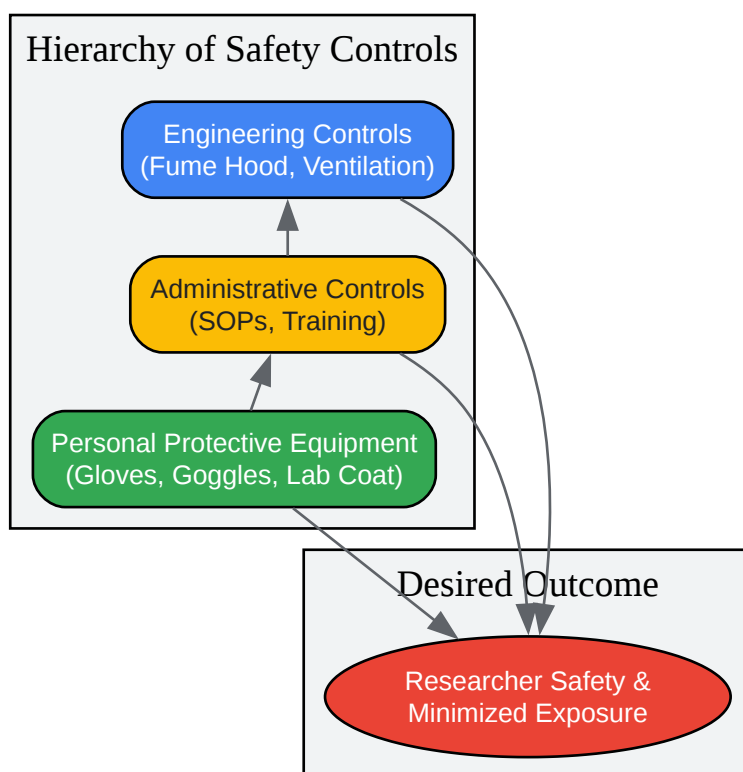 Hierarchy of Safety Controls
Engineering Controls
(Fume Hood, Ventilation)
Administrative Controls
(SOPs, Training)
Personal Protective Equipment
(Gloves, Goggles, Lab Coat)
Desired Outcome
Researcher Safety &
Minimized Exposure